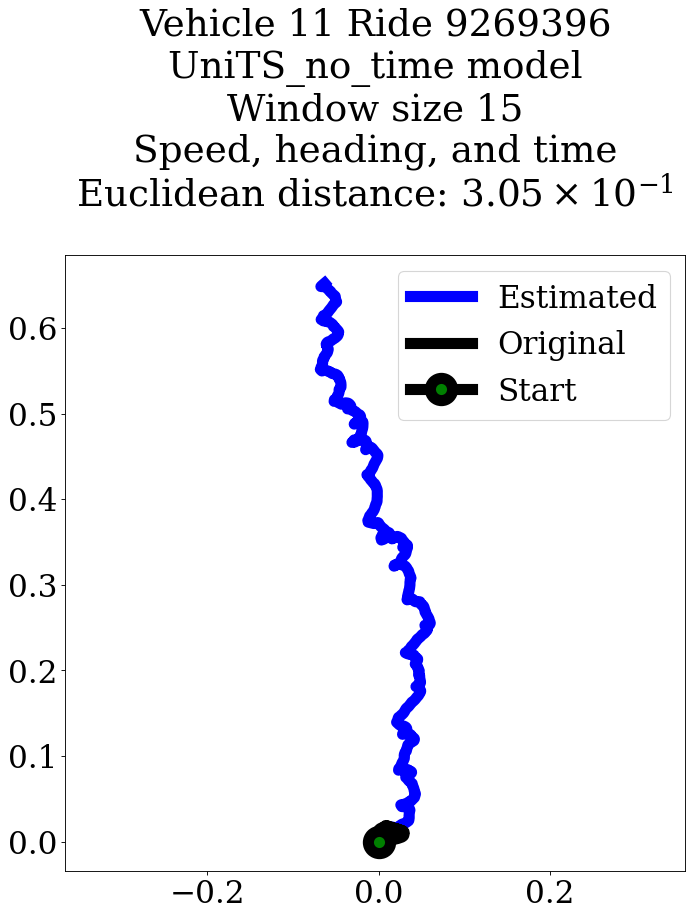 Vehicle 11 Ride 9269396
UniTS_no_time model
Window size 15
Speed, heading, and time
Euclidean distance: 3.05 × 10⁻¹
Estimated
Original
Start
0.6
0.5
0.4
0.3
0.2
0.1
0.0
−0.2
0.0
0.2